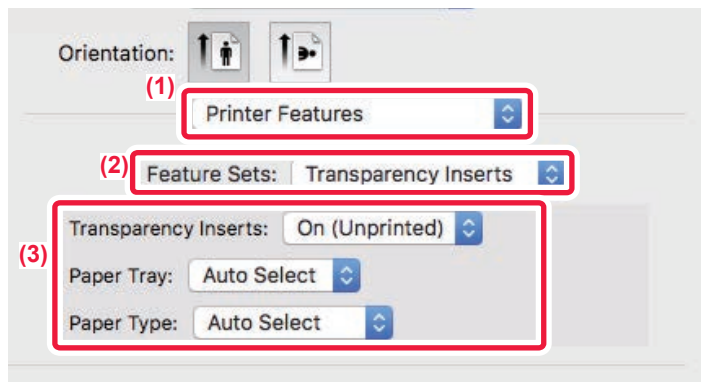 Orientation:
(1)
Printer Features
(2)
Feature Sets: Transparency Inserts
(3)
Transparency Inserts: On (Unprinted)
Paper Tray: Auto Select
Paper Type: Auto Select